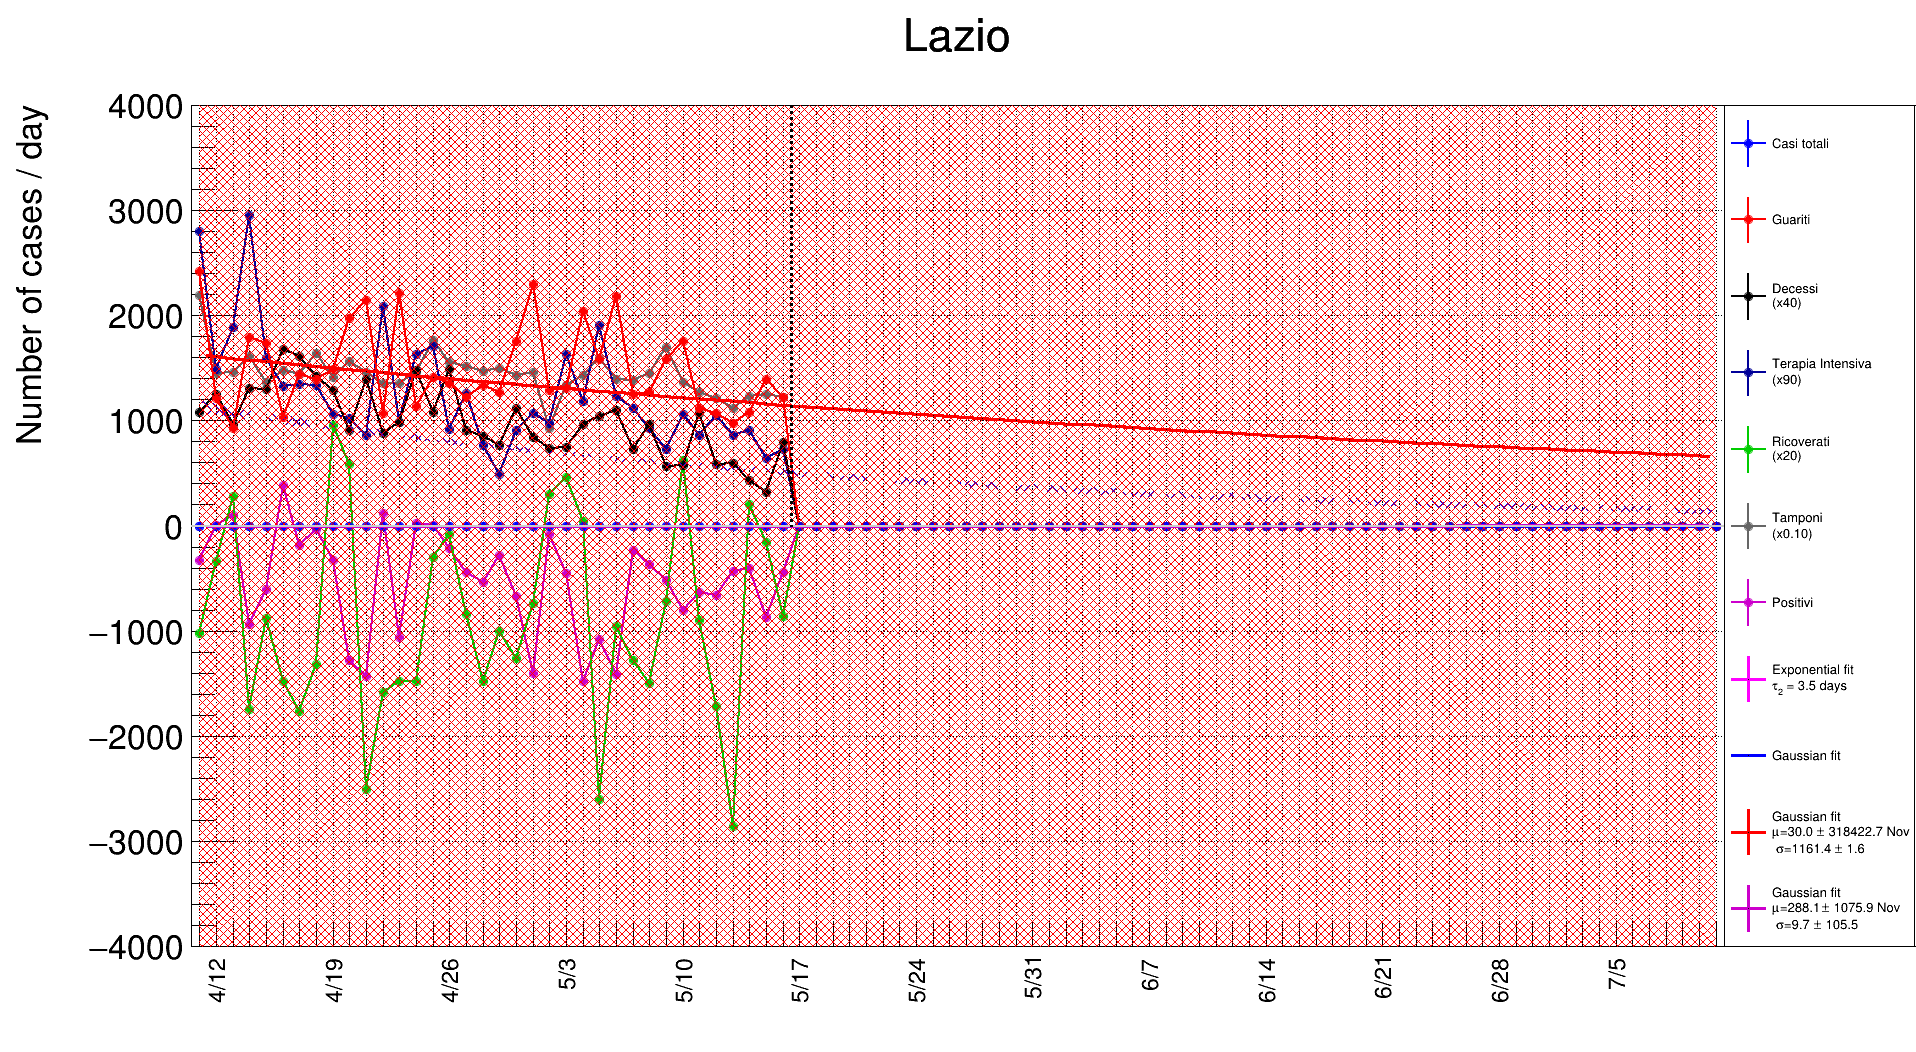 Lazio
Number of cases / day
4000
3000
2000
1000
0
−1000
−2000
−3000
−4000
4/12
4/19
4/26
5/3
5/10
5/17
5/24
5/31
6/7
6/14
6/21
6/28
7/5
Casi totali
Guariti
Decessi
(x40)
Terapia Intensiva
(x90)
Ricoverati
(x20)
Tamponi
(x0.10)
Positivi
Exponential fit
τ2 = 3.5 days
Gaussian fit
Gaussian fit
μ=30.0 ± 318422.7 Nov
σ=1161.4 ± 1.6
Gaussian fit
μ=288.1± 1075.9 Nov
σ=9.7 ± 105.5